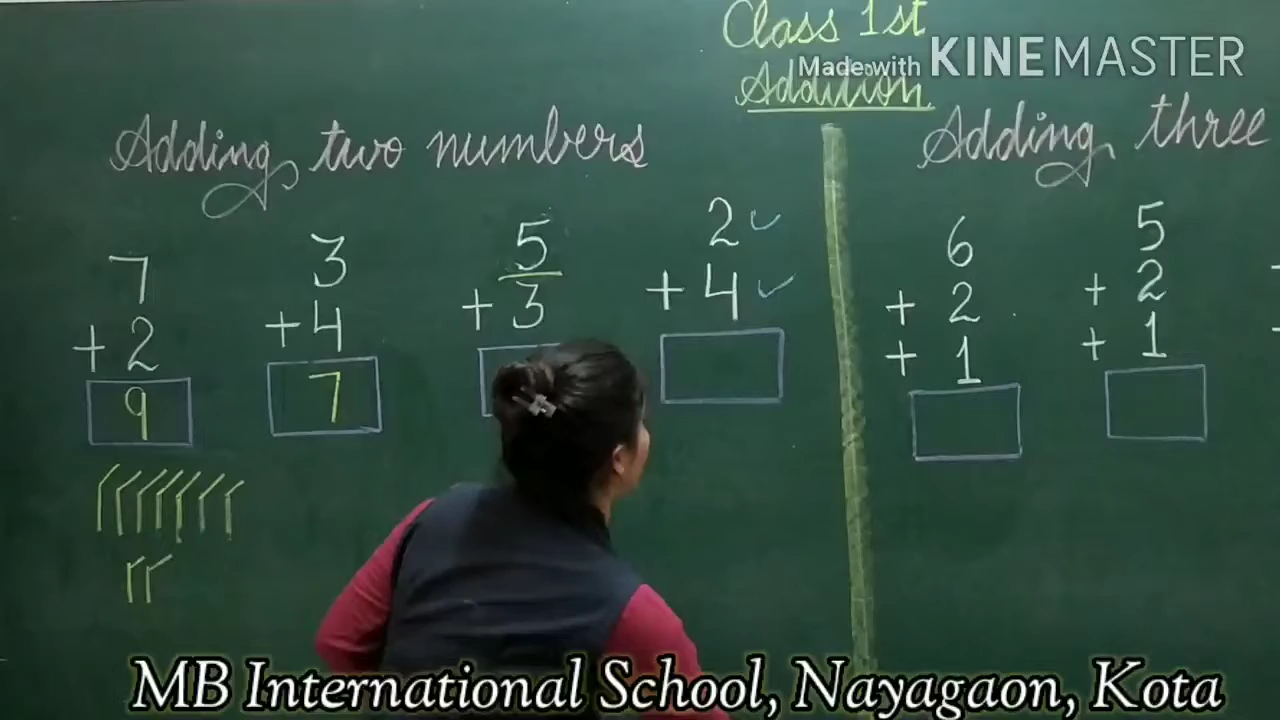 Class 1st
Made with KINEMASTER
Addition
Adding two numbers
7
+2
9
3
+4
7
5
+3
2
+4
Adding three
6
+2
+1
5
+2
+1
MB International School, Nayagaon, Kota